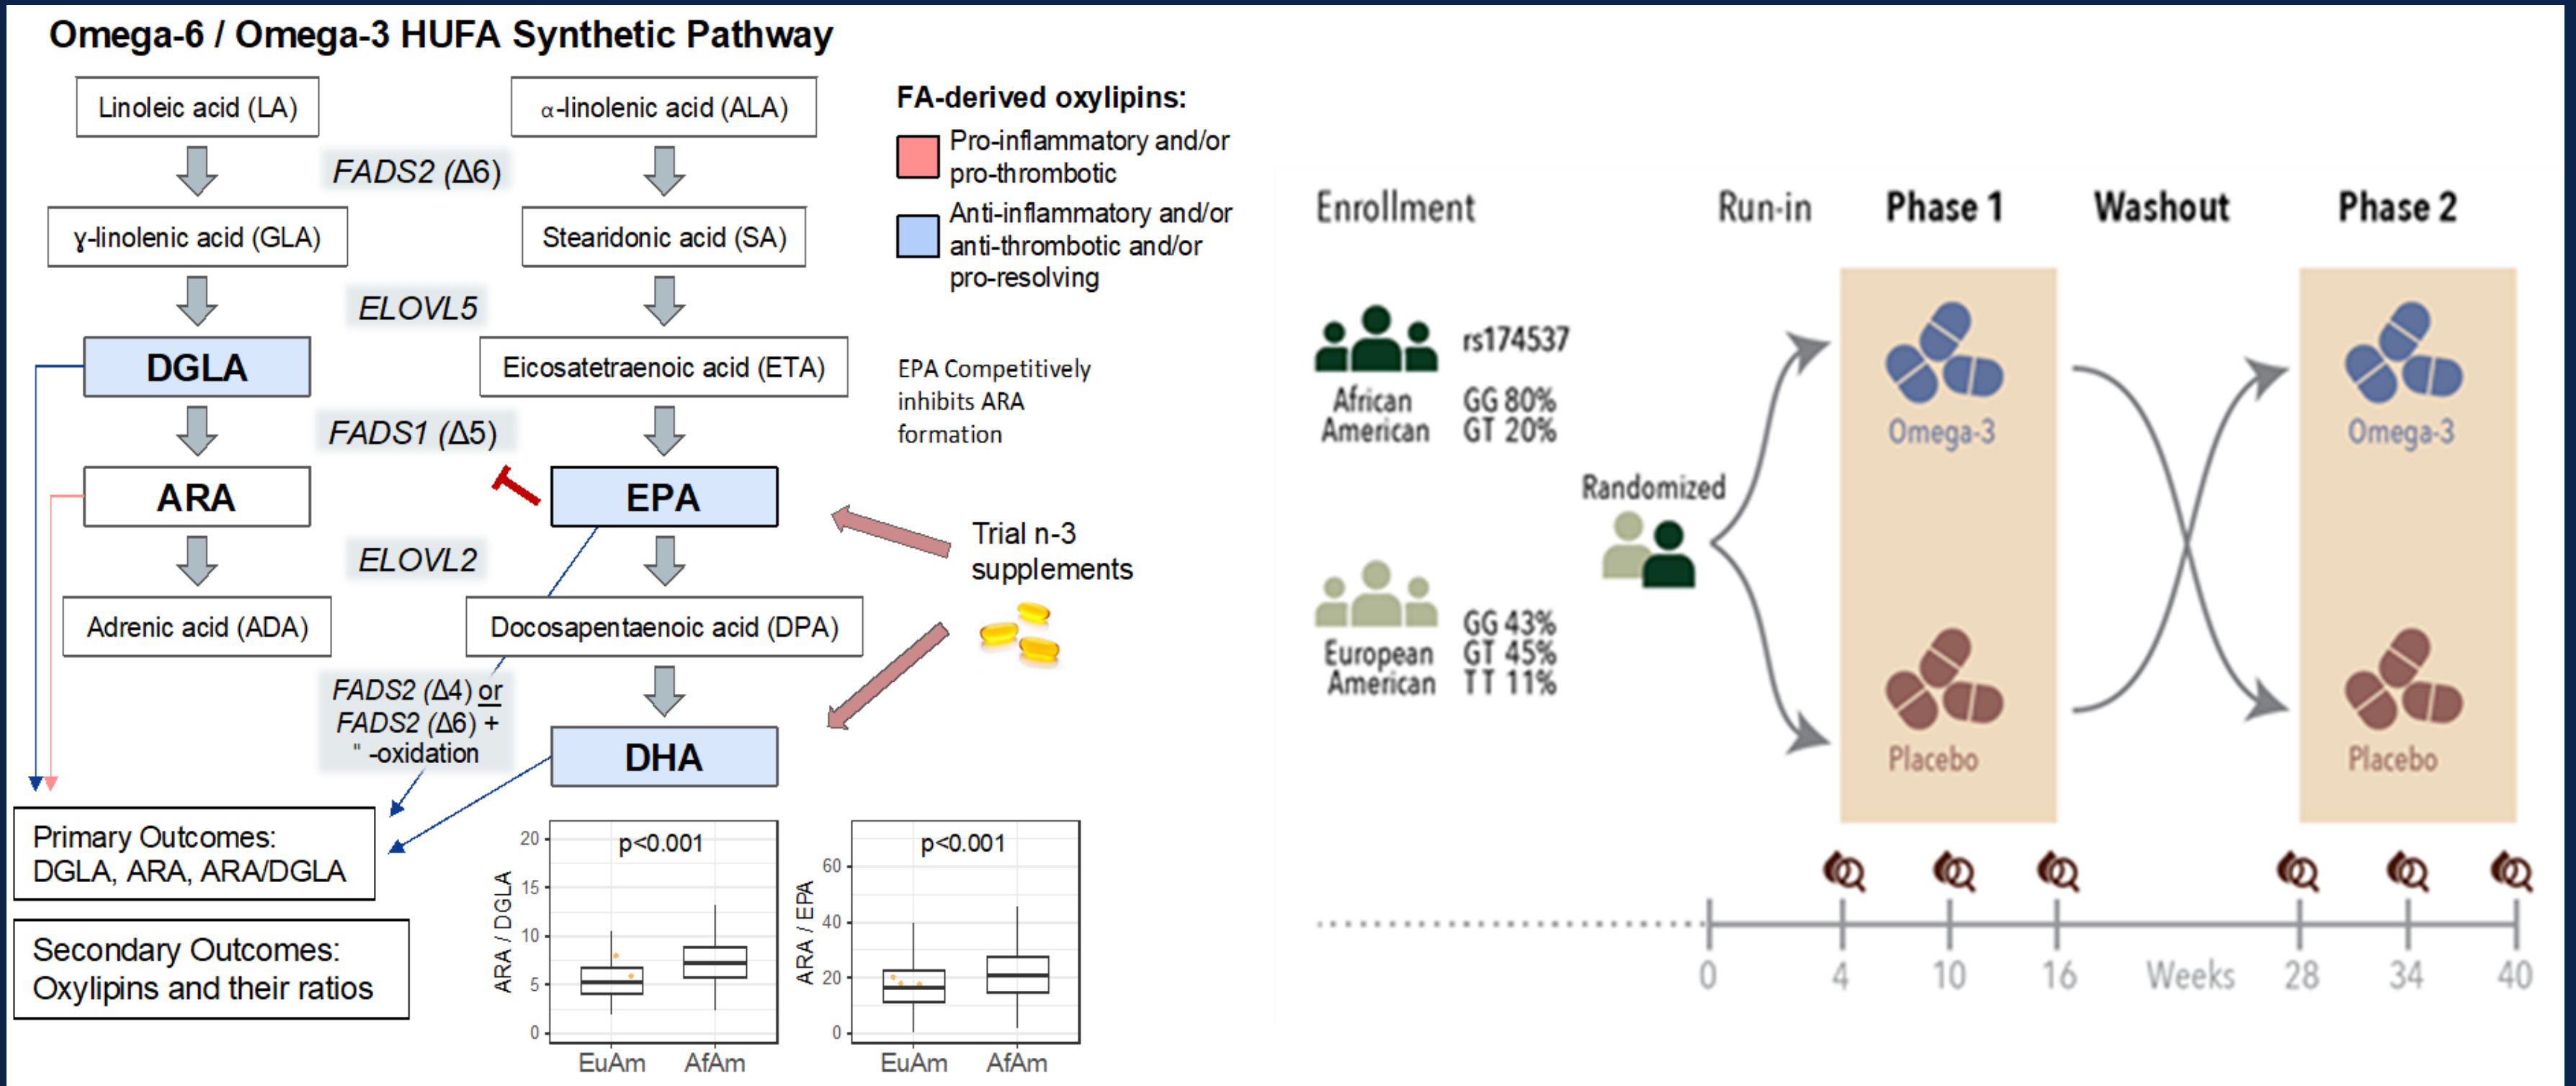 Omega-6 / Omega-3 HUFA Synthetic Pathway
Linoleic acid (LA)
α-linolenic acid (ALA)
FADS2 (Δ6)
ɣ-linolenic acid (GLA)
Stearidonic acid (SA)
ELOVL5
DGLA
Eicosatetraenoic acid (ETA)
FADS1 (Δ5)
ARA
EPA
ELOVL2
Adrenic acid (ADA)
Docosapentaenoic acid (DPA)
FADS2 (Δ4) or
FADS2 (Δ6) +
" -oxidation
DHA
Primary Outcomes:
DGLA, ARA, ARA/DGLA
Secondary Outcomes:
Oxylipins and their ratios
FA-derived oxylipins:
Pro-inflammatory and/or
pro-thrombotic
Anti-inflammatory and/or
anti-thrombotic and/or
pro-resolving
EPA Competitively
inhibits ARA
formation
Trial n-3
supplements
ARA / DGLA
20
15
10
5
0
p<0.001
EuAm
AfAm
ARA / EPA
60
40
20
0
p<0.001
EuAm
AfAm
Enrollment
Run-in
Phase 1
Washout
Phase 2
rs174537
African
American
GG 80%
GT 20%
Randomized
European
American
GG 43%
GT 45%
TT 11%
Omega-3
Omega-3
Placebo
Placebo
0
4
10
16
Weeks
28
34
40